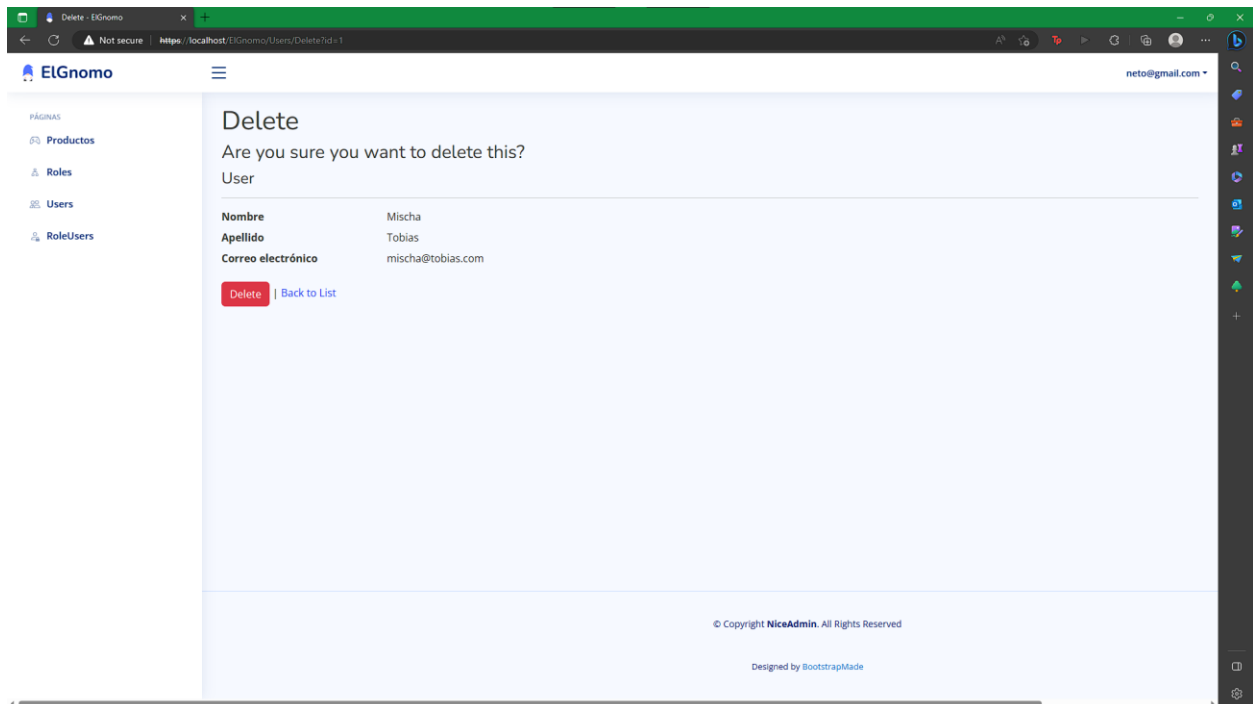 Delete - ElGnomo
Not secure | https://localhost/ElGnomo/Users/Delete?id=1
ElGnomo
neto@gmail.com
PÁGINAS
Productos
Roles
Users
RoleUsers
Delete
Are you sure you want to delete this?
User
Nombre Mischa
Apellido Tobias
Correo electrónico mischa@tobias.com
Delete | Back to List
© Copyright NiceAdmin. All Rights Reserved
Designed by BootstrapMade